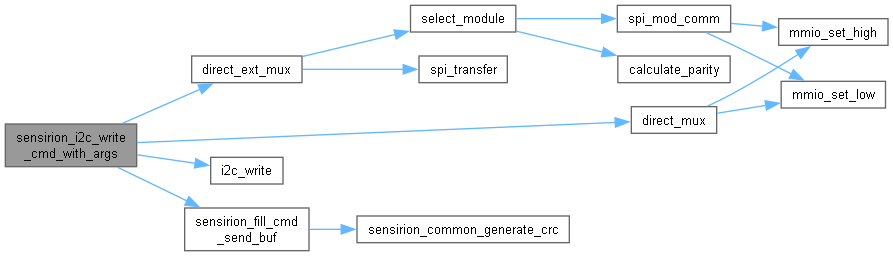 select_module
spi_mod_comm
mmio_set_high
direct_ext_mux
spi_transfer
calculate_parity
mmio_set_low
sensirion_i2c_write
_cmd_with_args
direct_mux
i2c_write
sensirion_fill_cmd
_send_buf
sensirion_common_generate_crc